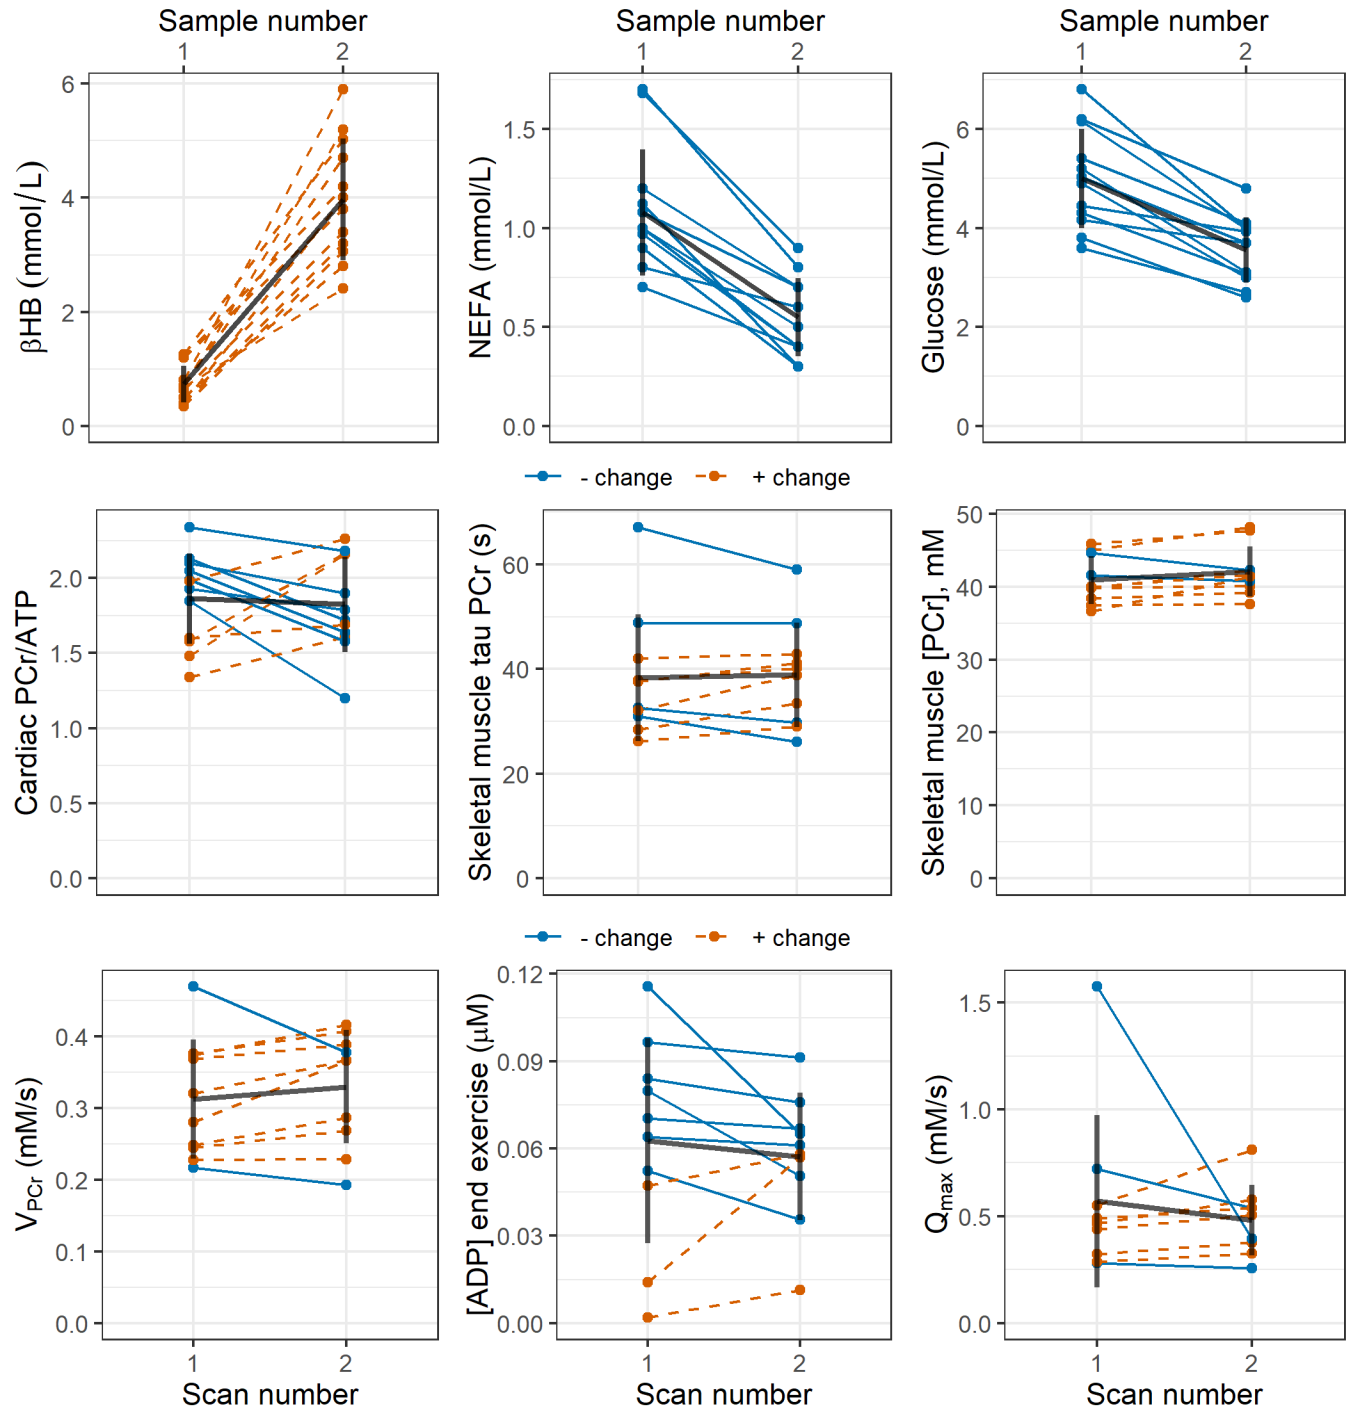 Sample number
Sample number
Sample number
1 2
1 2
1 2
βHB (mmol/L)
6
4
2
0
NEFA (mmol/L)
1.5
1.0
0.5
0.0
Glucose (mmol/L)
6
4
2
0
- change + change
Cardiac PCr/ATP
2.0
1.5
1.0
0.5
0.0
Skeletal muscle tau PCr (s)
60
40
20
0
Skeletal muscle [PCr], mM
50
40
30
20
10
0
- change + change
VPCr (mM/s)
0.4
0.3
0.2
0.1
0.0
[ADP] end exercise (μM)
0.12
0.09
0.06
0.03
0.00
Qmax (mM/s)
1.5
1.0
0.5
0.0
1 2
1 2
1 2
Scan number
Scan number
Scan number